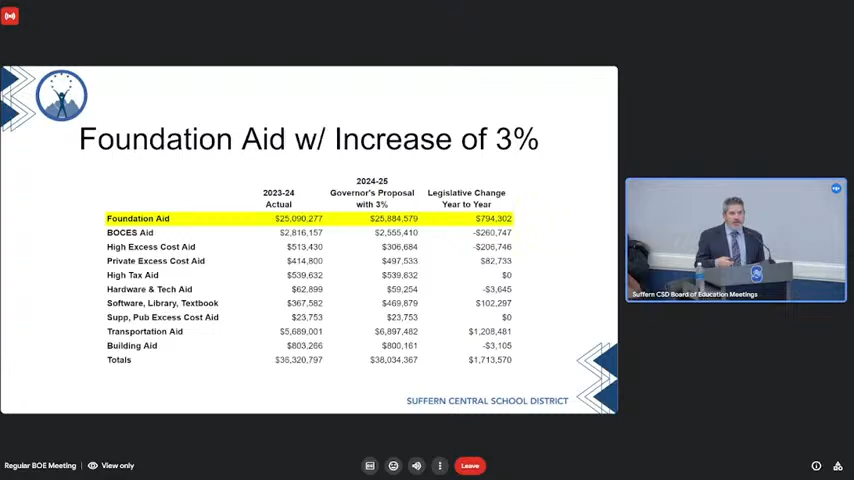 Foundation Aid w/ Increase of 3%
2023-24 Actual 2024-25 Governor's Proposal with 3% Legislative Change Year to Year
Foundation Aid $25,090,277 $25,884,579 $794,302
BOCES Aid $2,816,157 $2,555,410 -$260,747
High Excess Cost Aid $513,430 $306,684 -$206,746
Private Excess Cost Aid $414,800 $497,533 $82,733
High Tax Aid $539,632 $539,632 $0
Hardware & Tech Aid $62,899 $59,254 -$3,645
Software, Library, Textbook $367,582 $469,879 $102,297
Supp, Pub Excess Cost Aid $23,753 $23,753 $0
Transportation Aid $5,689,001 $6,897,482 $1,208,481
Building Aid $803,266 $800,161 -$3,105
Totals $36,320,797 $38,034,367 $1,713,570
SUFFERN CENTRAL SCHOOL DISTRICT
Suffern CSD Board of Education Meetings
Regular BOE Meeting | View only
Leave